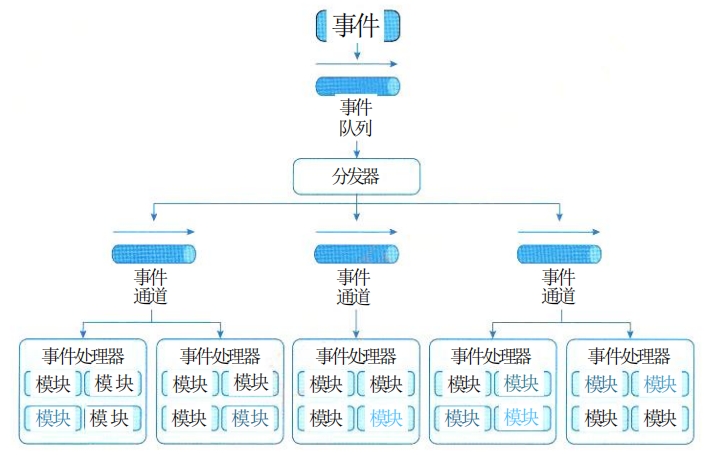 事件
事件
队列
分发器
事件
通道
事件
通道
事件
通道
事件处理器
模块 模块
模块 模块
事件处理器
模块 模块
模块 模块
事件处理器
模块 模块
模块 模块
事件处理器
模块 模块
模块 模块
事件处理器
模块 模块
模块 模块